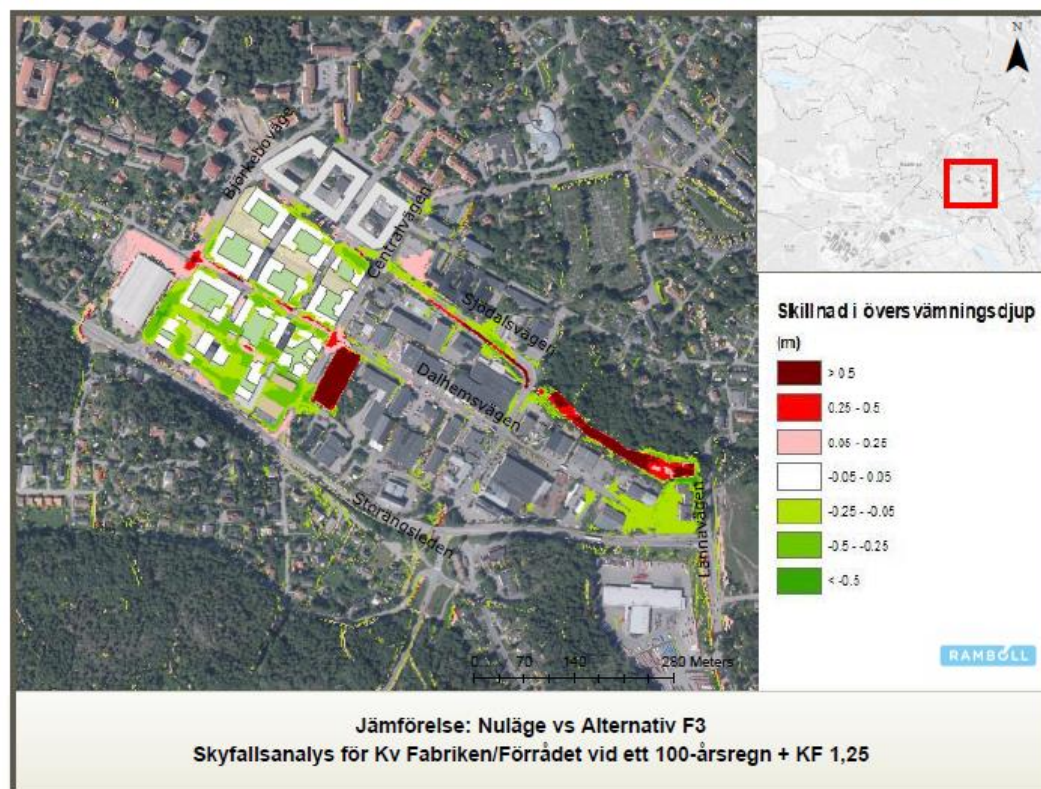 N
Björkeboväge
Centralvägen
Stödalsvägen
Dalhemsvägen
Storängsleden
Lännavägen
0 70 140 280 Meters
Skillnad i översvämningsdjup
(m)
> 0.5
0.25 - 0.5
0.05 - 0.25
-0.05 - 0.05
-0.25 - -0.05
-0.5 - -0.25
< -0.5
RAMBOLL
Jämförelse: Nuläge vs Alternativ F3
Skyfallsanalys för Kv Fabriken/Förrådet vid ett 100-årsregn + KF 1,25